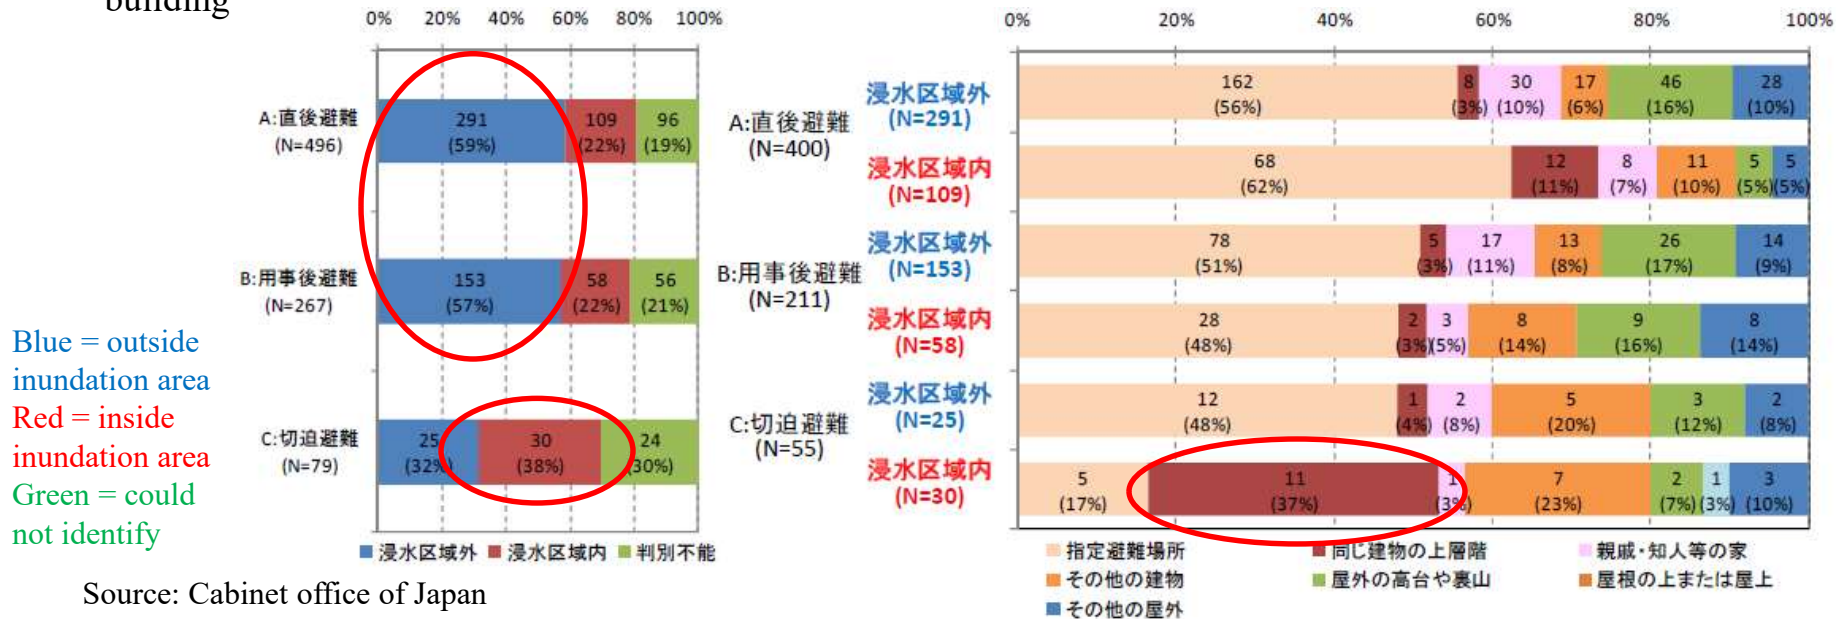 building
0% 20% 40% 60% 80% 100%
A:直後避難
(N=496)
291
(59%)
109
(22%)
96
(19%)
B:用事後避難
(N=267)
153
(57%)
58
(22%)
56
(21%)
C:切迫避難
(N=79)
25
(32%)
30
(38%)
24
(30%)
浸水区域外 浸水区域内 判別不能
Blue = outside
inundation area
Red = inside
inundation area
Green = could
not identify
Source: Cabinet office of Japan
0% 20% 40% 60% 80% 100%
A:直後避難
(N=400)
浸水区域外
(N=291)
162 8 30 17 46 28
(56%) (3%) (10%) (6%) (16%) (10%)
浸水区域内
(N=109)
68 12 8 11 5 5
(62%) (11%) (7%) (10%) (5%) (5%)
B:用事後避難
(N=211)
浸水区域外
(N=153)
78 5 17 13 26 14
(51%) (3%) (11%) (8%) (17%) (9%)
浸水区域内
(N=58)
28 2 3 8 9 8
(48%) (3%) (5%) (14%) (16%) (14%)
C:切迫避難
(N=55)
浸水区域外
(N=25)
12 1 2 5 3 2
(48%) (4%) (8%) (20%) (12%) (8%)
浸水区域内
(N=30)
5 11 1 7 2 1 3
(17%) (37%) (3%) (23%) (7%) (3%) (10%)
指定避難場所 同じ建物の上層階 親戚・知人等の家
その他の建物 屋外の高台や裏山 屋根の上または屋上
その他の屋外